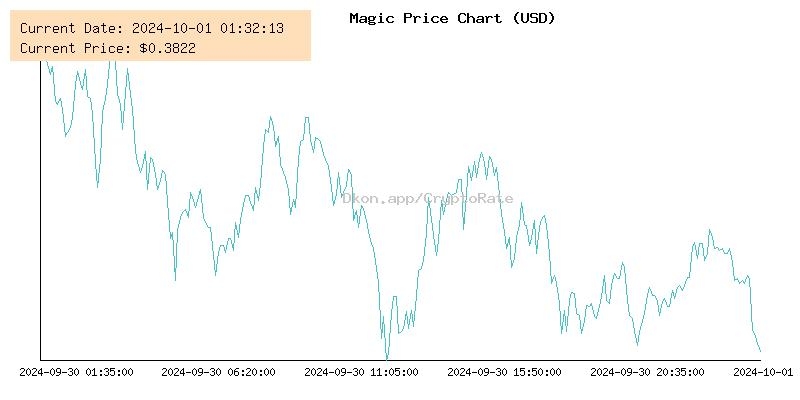 Magic Price Chart (USD)
Current Date: 2024-10-01 01:32:13
Current Price: $0.3822
Dkon.app/CryptoRate
2024-09-30 01:35:00 2024-09-30 06:20:00 2024-09-30 11:05:00 2024-09-30 15:50:00 2024-09-30 20:35:00 2024-10-01